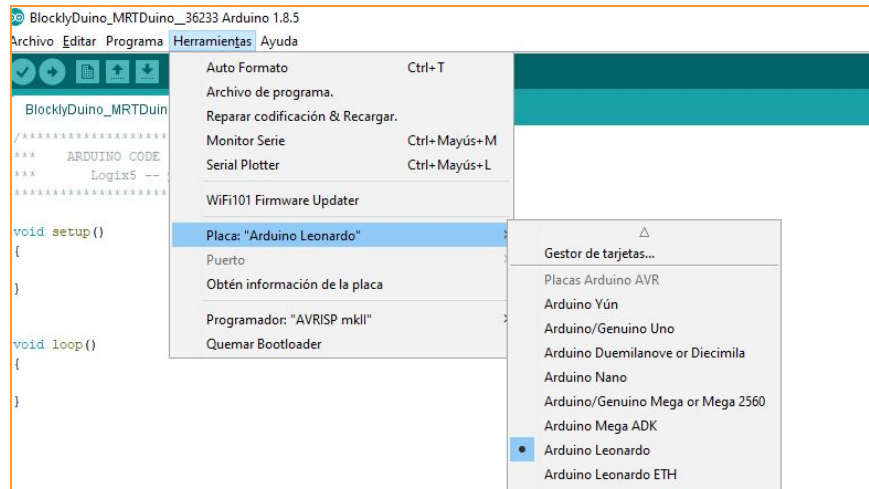 BlocklyDuino_MRTDuino__36233 Arduino 1.8.5
Archivo Editar Programa Herramientas Ayuda
BlocklyDuino_MRTDuin
/*******************
*** ARDUINO CODE
*** Logix5 --
********************
void setup()
{
}
void loop()
{
}
Auto Formato Ctrl+T
Archivo de programa.
Reparar codificación & Recargar.
Monitor Serie Ctrl+Mayús+M
Serial Plotter Ctrl+Mayús+L
WiFi101 Firmware Updater
Placa: "Arduino Leonardo"
Puerto
Obtén información de la placa
Programador: "AVRISP mkII"
Quemar Bootloader
Gestor de tarjetas...
Placas Arduino AVR
Arduino Yún
Arduino/Genuino Uno
Arduino Duemilanove or Diecimila
Arduino Nano
Arduino/Genuino Mega or Mega 2560
Arduino Mega ADK
Arduino Leonardo
Arduino Leonardo ETH